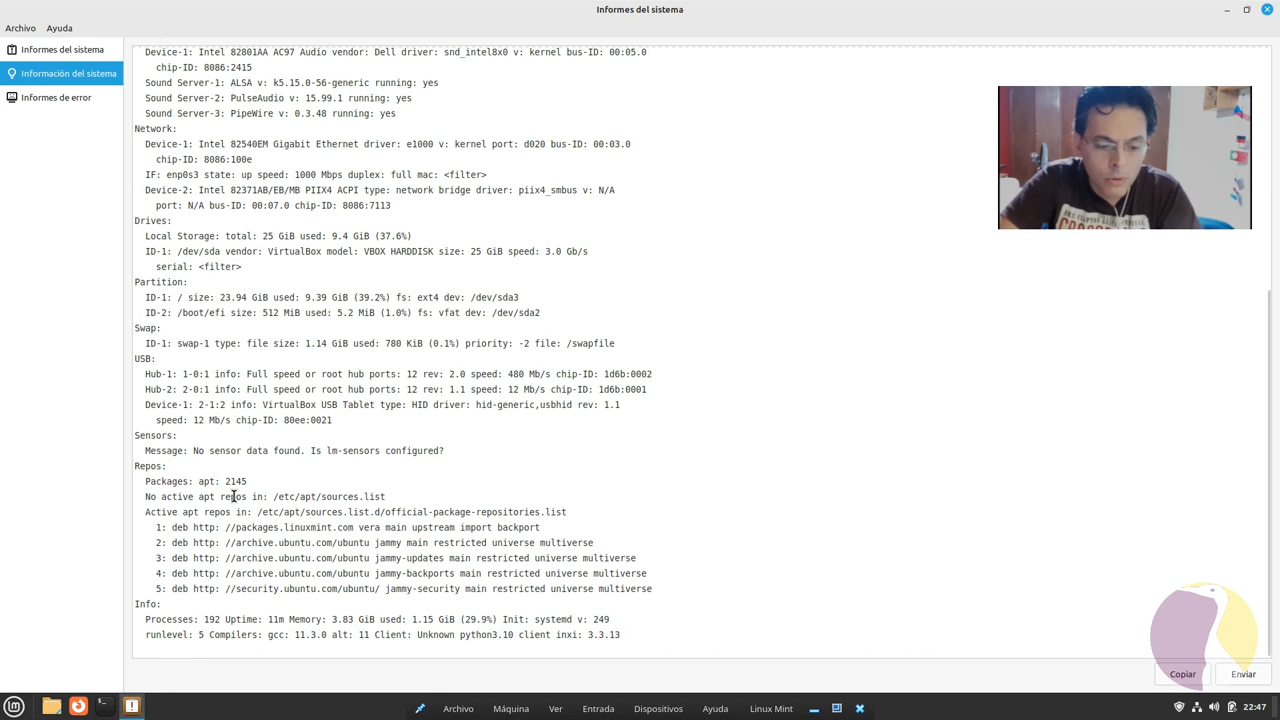 Informes del sistema
Archivo Ayuda
Informes del sistema
Información del sistema
Informes de error
Device-1: Intel 82801AA AC97 Audio vendor: Dell driver: snd_intel8x0 v: kernel bus-ID: 00:05.0
chip-ID: 8086:2415
Sound Server-1: ALSA v: k5.15.0-56-generic running: yes
Sound Server-2: PulseAudio v: 15.99.1 running: yes
Sound Server-3: PipeWire v: 0.3.48 running: yes
Network:
Device-1: Intel 82540EM Gigabit Ethernet driver: e1000 v: kernel port: d020 bus-ID: 00:03.0
chip-ID: 8086:100e
IF: enp0s3 state: up speed: 1000 Mbps duplex: full mac: <filter>
Device-2: Intel 82371AB/EB/MB PIIX4 ACPI type: network bridge driver: piix4_smbus v: N/A
port: N/A bus-ID: 00:07.0 chip-ID: 8086:7113
Drives:
Local Storage: total: 25 GiB used: 9.4 GiB (37.6%)
ID-1: /dev/sda vendor: VirtualBox model: VBOX HARDDISK size: 25 GiB speed: 3.0 Gb/s
serial: <filter>
Partition:
ID-1: / size: 23.94 GiB used: 9.39 GiB (39.2%) fs: ext4 dev: /dev/sda3
ID-2: /boot/efi size: 512 MiB used: 5.2 MiB (1.0%) fs: vfat dev: /dev/sda2
Swap:
ID-1: swap-1 type: file size: 1.14 GiB used: 780 KiB (0.1%) priority: -2 file: /swapfile
USB:
Hub-1: 1-0:1 info: Full speed or root hub ports: 12 rev: 2.0 speed: 480 Mb/s chip-ID: 1d6b:0002
Hub-2: 2-0:1 info: Full speed or root hub ports: 12 rev: 1.1 speed: 12 Mb/s chip-ID: 1d6b:0001
Device-1: 2-1:2 info: VirtualBox USB Tablet type: HID driver: hid-generic,usbhid rev: 1.1
speed: 12 Mb/s chip-ID: 80ee:0021
Sensors:
Message: No sensor data found. Is lm-sensors configured?
Repos:
Packages: apt: 2145
No active apt repos in: /etc/apt/sources.list
Active apt repos in: /etc/apt/sources.list.d/official-package-repositories.list
1: deb http: //packages.linuxmint.com vera main upstream import backport
2: deb http: //archive.ubuntu.com/ubuntu jammy main restricted universe multiverse
3: deb http: //archive.ubuntu.com/ubuntu jammy-updates main restricted universe multiverse
4: deb http: //archive.ubuntu.com/ubuntu jammy-backports main restricted universe multiverse
5: deb http: //security.ubuntu.com/ubuntu/ jammy-security main restricted universe multiverse
Info:
Processes: 192 Uptime: 11m Memory: 3.83 GiB used: 1.15 GiB (29.9%) Init: systemd v: 249
runlevel: 5 Compilers: gcc: 11.3.0 alt: 11 Client: Unknown python3.10 client inxi: 3.3.13
Copiar Enviar
Archivo Máquina Ver Entrada Dispositivos Ayuda Linux Mint
22:47